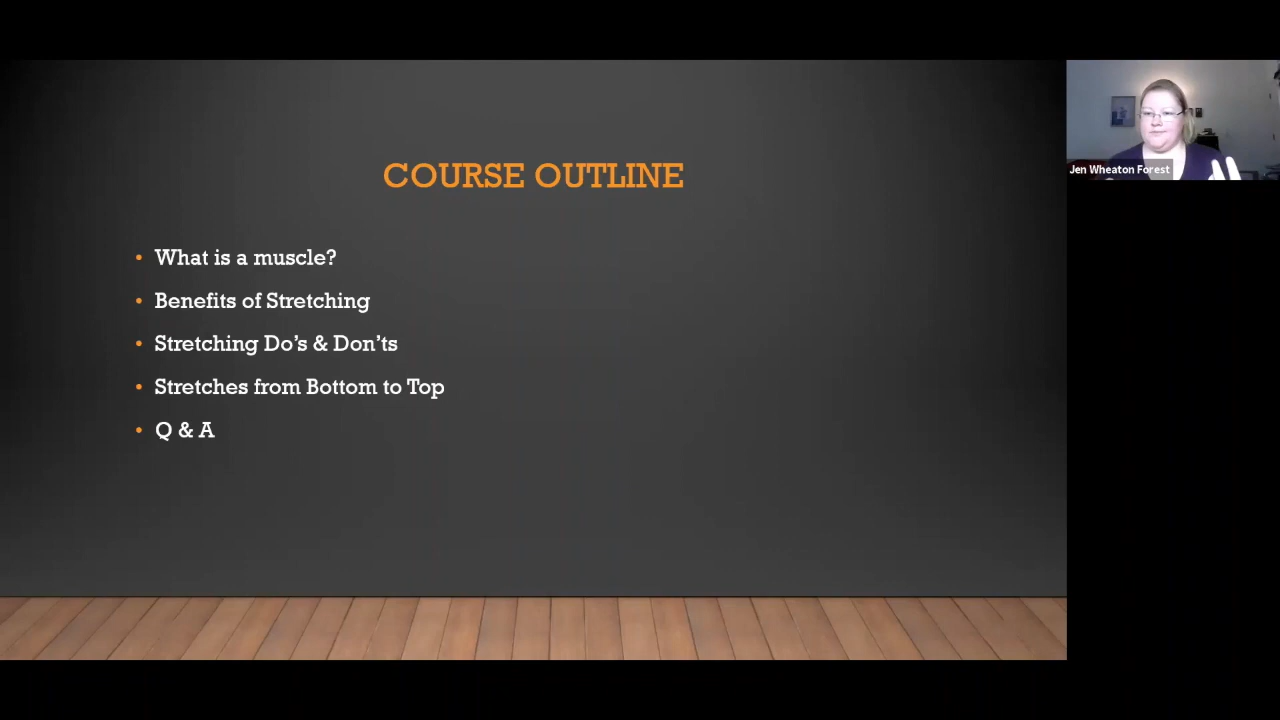 COURSE OUTLINE
• What is a muscle?
• Benefits of Stretching
• Stretching Do’s & Don’ts
• Stretches from Bottom to Top
• Q & A
Jen Wheaton Forest